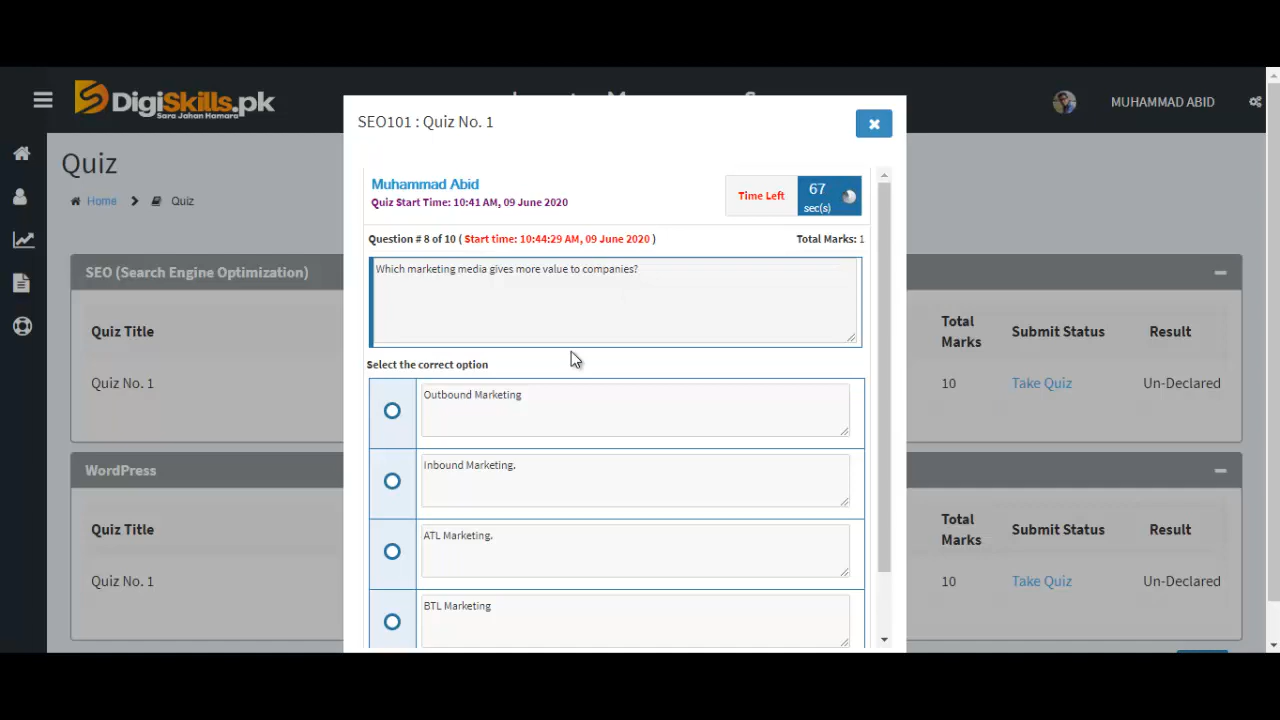 DigiSkills.pk
Sara Jahan Hamara
MUHAMMAD ABID
SEO101 : Quiz No. 1
Quiz
Home
Quiz
Muhammad Abid
Quiz Start Time: 10:41 AM, 09 June 2020
Time Left
67
sec(s)
Question # 8 of 10 ( Start time: 10:44:29 AM, 09 June 2020 )
Total Marks: 1
Which marketing media gives more value to companies?
Select the correct option
Outbound Marketing
Inbound Marketing.
ATL Marketing.
BTL Marketing
SEO (Search Engine Optimization)
Quiz Title
Total
Marks
Submit Status
Result
Quiz No. 1
10
Take Quiz
Un-Declared
WordPress
Quiz Title
Total
Marks
Submit Status
Result
Quiz No. 1
10
Take Quiz
Un-Declared